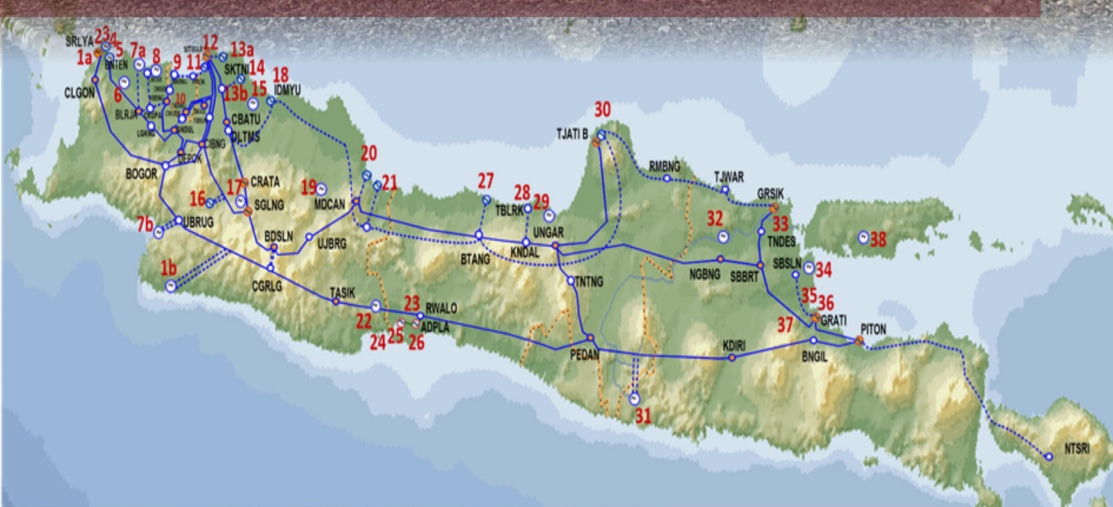 SRLYA
23
4
1a
5
7a
8
9
11
12
13a
6
CLGON
BLRJA
10
SKTNI
14
13b
15
18
IDMYU
CBATU
DLTMS
DEPOK
BOGOR
CRATA
16
17
SGLNG
7b
UBRUG
19
MDCAN
20
21
BDSLN
UJBRG
1b
CGRLG
TASIK
22
23
RWALO
24
25
26
ADPLA
27
BTANG
28
TBLRK
29
KNDAL
UNGAR
30
TJATI B
RMBNG
TJWAR
GRSIK
33
TNDES
32
NGBNG
SBBRT
SBSLN
34
35
36
37
GRATI
38
TNTNG
PEDAN
31
KDIRI
BNGIL
PITON
NTSRI